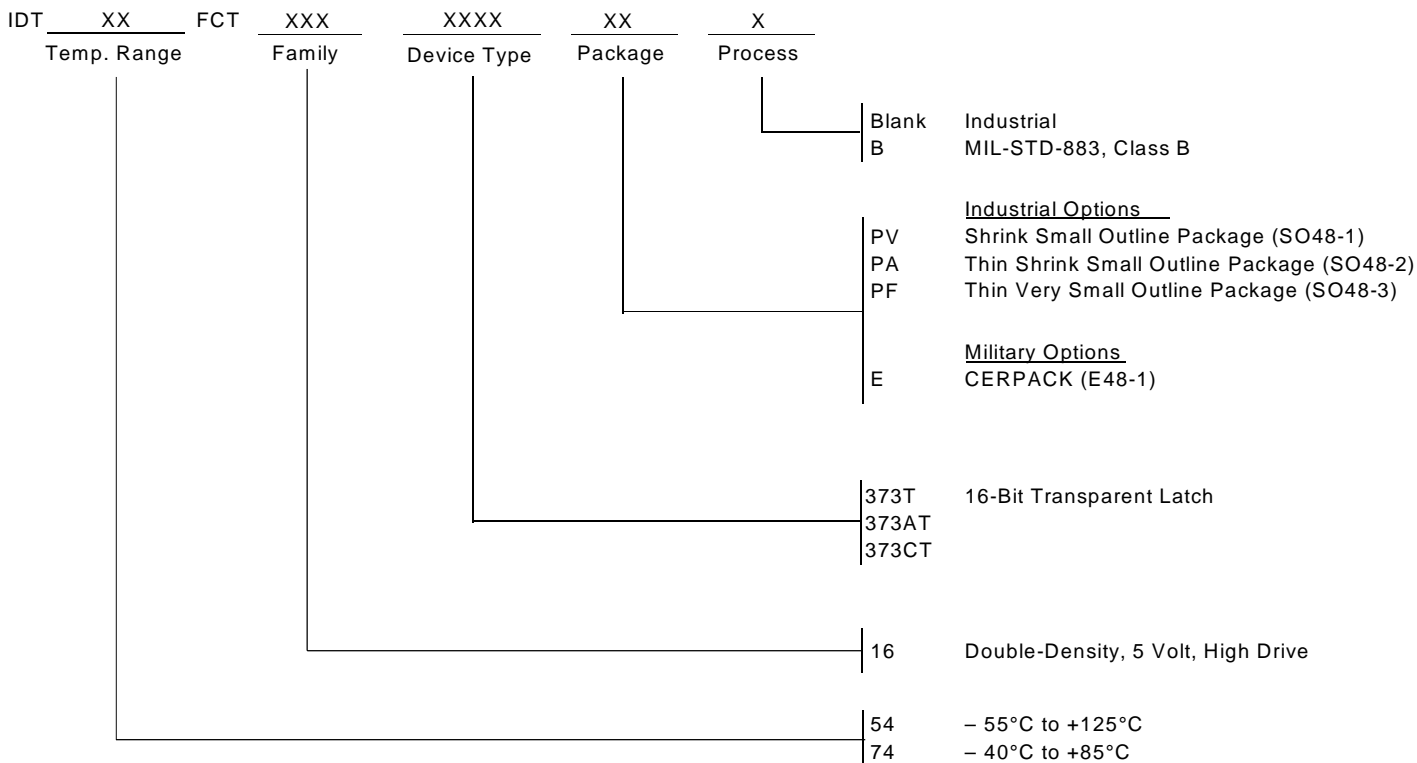 IDT XX FCT XXX XXXX XX X
Temp. Range Family Device Type Package Process
Blank Industrial
B MIL-STD-883, Class B
Industrial Options
PV Shrink Small Outline Package (SO48-1)
PA Thin Shrink Small Outline Package (SO48-2)
PF Thin Very Small Outline Package (SO48-3)
Military Options
E CERPACK (E48-1)
373T 16-Bit Transparent Latch
373AT
373CT
16 Double-Density, 5 Volt, High Drive
54 – 55°C to +125°C
74 – 40°C to +85°C